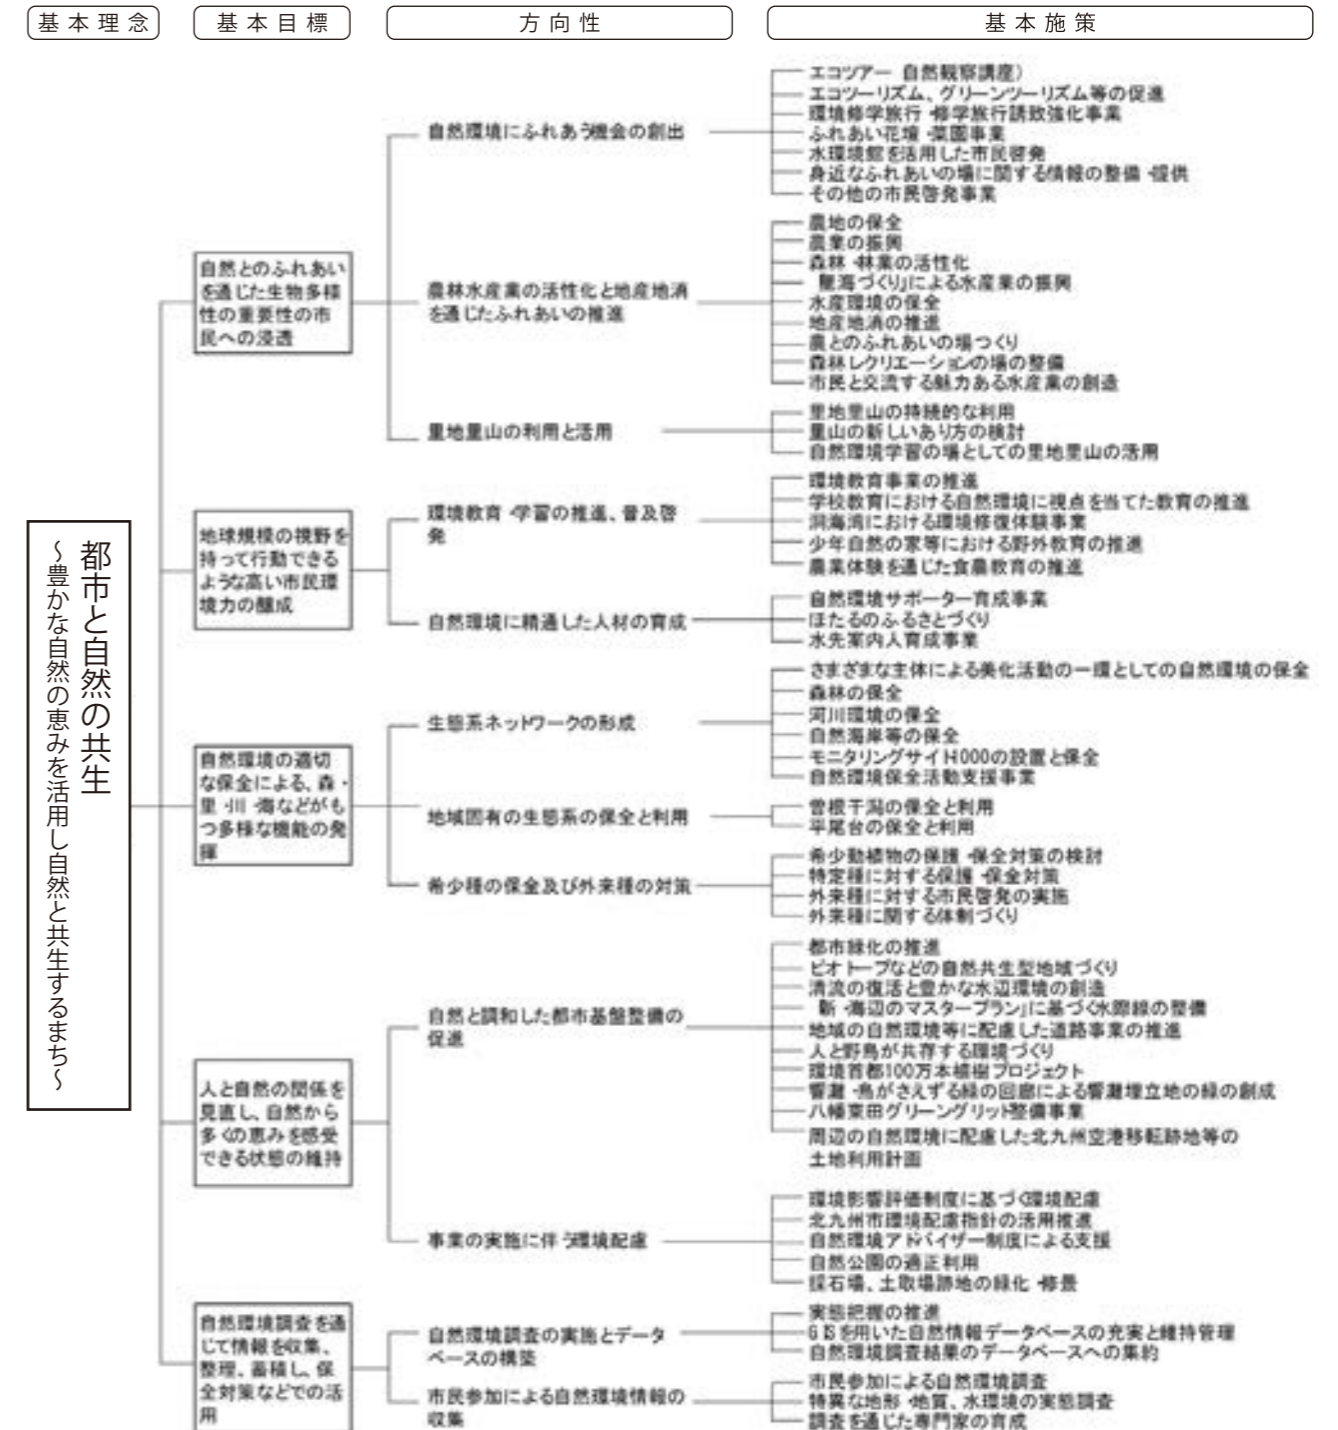 基本理念
基本目標
方向性
基本施策
都市と自然の共生
～豊かな自然の恵みを活用し自然と共生するまち～
自然とのふれあい
を通じた生物多様
性の重要性の市
民への浸透
自然環境にふれあう機会の創出
エコツアー 自然観察講座）
エコツーリズム、グリーンツーリズム等の促進
環境修学旅行・修学旅行誘致強化事業
ふれあい花壇・菜園事業
水環境館を活用した市民啓発
身近なふれあいの場に関する情報の整備・提供
その他の市民啓発事業
農林水産業の活性化と地産地消
を通じたふれあいの推進
農地の保全
農業の振興
森林・林業の活性化
豊海づくり」による水産業の振興
水産環境の保全
地産地消の推進
農とのふれあいの場つくり
森林レクリエーションの場の整備
市民と交流する魅力ある水産業の創造
里地里山の利用と活用
里地里山の持続的な利用
里山の新しいあり方の検討
自然環境学習の場としての里地里山の活用
地球規模の視野を
持って行動できる
ような高い市民環
境力の醸成
環境教育・学習の推進、普及啓
発
環境教育事業の推進
学校教育における自然環境に視点を当てた教育の推進
洞海湾における環境修復体験事業
少年自然の家等における野外教育の推進
農業体験を通じた食農教育の推進
自然環境に精通した人材の育成
自然環境サポーター育成事業
ほたるのふるさとづくり
水先案内人育成事業
自然環境の適切
な保全による、森・
里・川・海などがも
つ多様な機能の発
揮
生態系ネットワークの形成
さまざまな主体による美化活動の一環としての自然環境の保全
森林の保全
河川環境の保全
自然海岸等の保全
モニタリングサイト1000の設置と保全
自然環境保全活動支援事業
地域固有の生態系の保全と利用
曽根干潟の保全と利用
平尾台の保全と利用
希少種の保全及び外来種の対策
希少動植物の保護・保全対策の検討
特定種に対する保護・保全対策
外来種に対する市民啓発の実施
外来種に関する体制づくり
人と自然の関係を
見直し、自然から
多くの恵みを感受
できる状態の維持
自然と調和した都市基盤整備の
促進
都市緑化の推進
ビオトープなどの自然共生型地域づくり
清流の復活と豊かな水辺環境の創造
新・海辺のマスタープラン」に基づく水際線の整備
地域の自然環境等に配慮した道路事業の推進
人と野鳥が共存する環境づくり
環境首都100万本植樹プロジェクト
響灘・鳥がさえずる緑の回廊による響灘埋立地の緑の創成
八幡東田グリーングリット整備事業
周辺の自然環境に配慮した北九州空港移転跡地等の
土地利用計画
事業の実施に伴う環境配慮
環境影響評価制度に基づく環境配慮
北九州市環境配慮指針の活用推進
自然環境アドバイザー制度による支援
自然公園の適正利用
採石場、土取場跡地の緑化・修景
自然環境調査を通
じて情報を収集、
整理、蓄積し、保
全対策などでの活
用
自然環境調査の実施とデータ
ベースの構築
実態把握の推進
GISを用いた自然情報データベースの充実と維持管理
自然環境調査結果のデータベースへの集約
市民参加による自然環境情報の
収集
市民参加による自然環境調査
特異な地形・地質、水環境の実態調査
調査を通じた専門家の育成